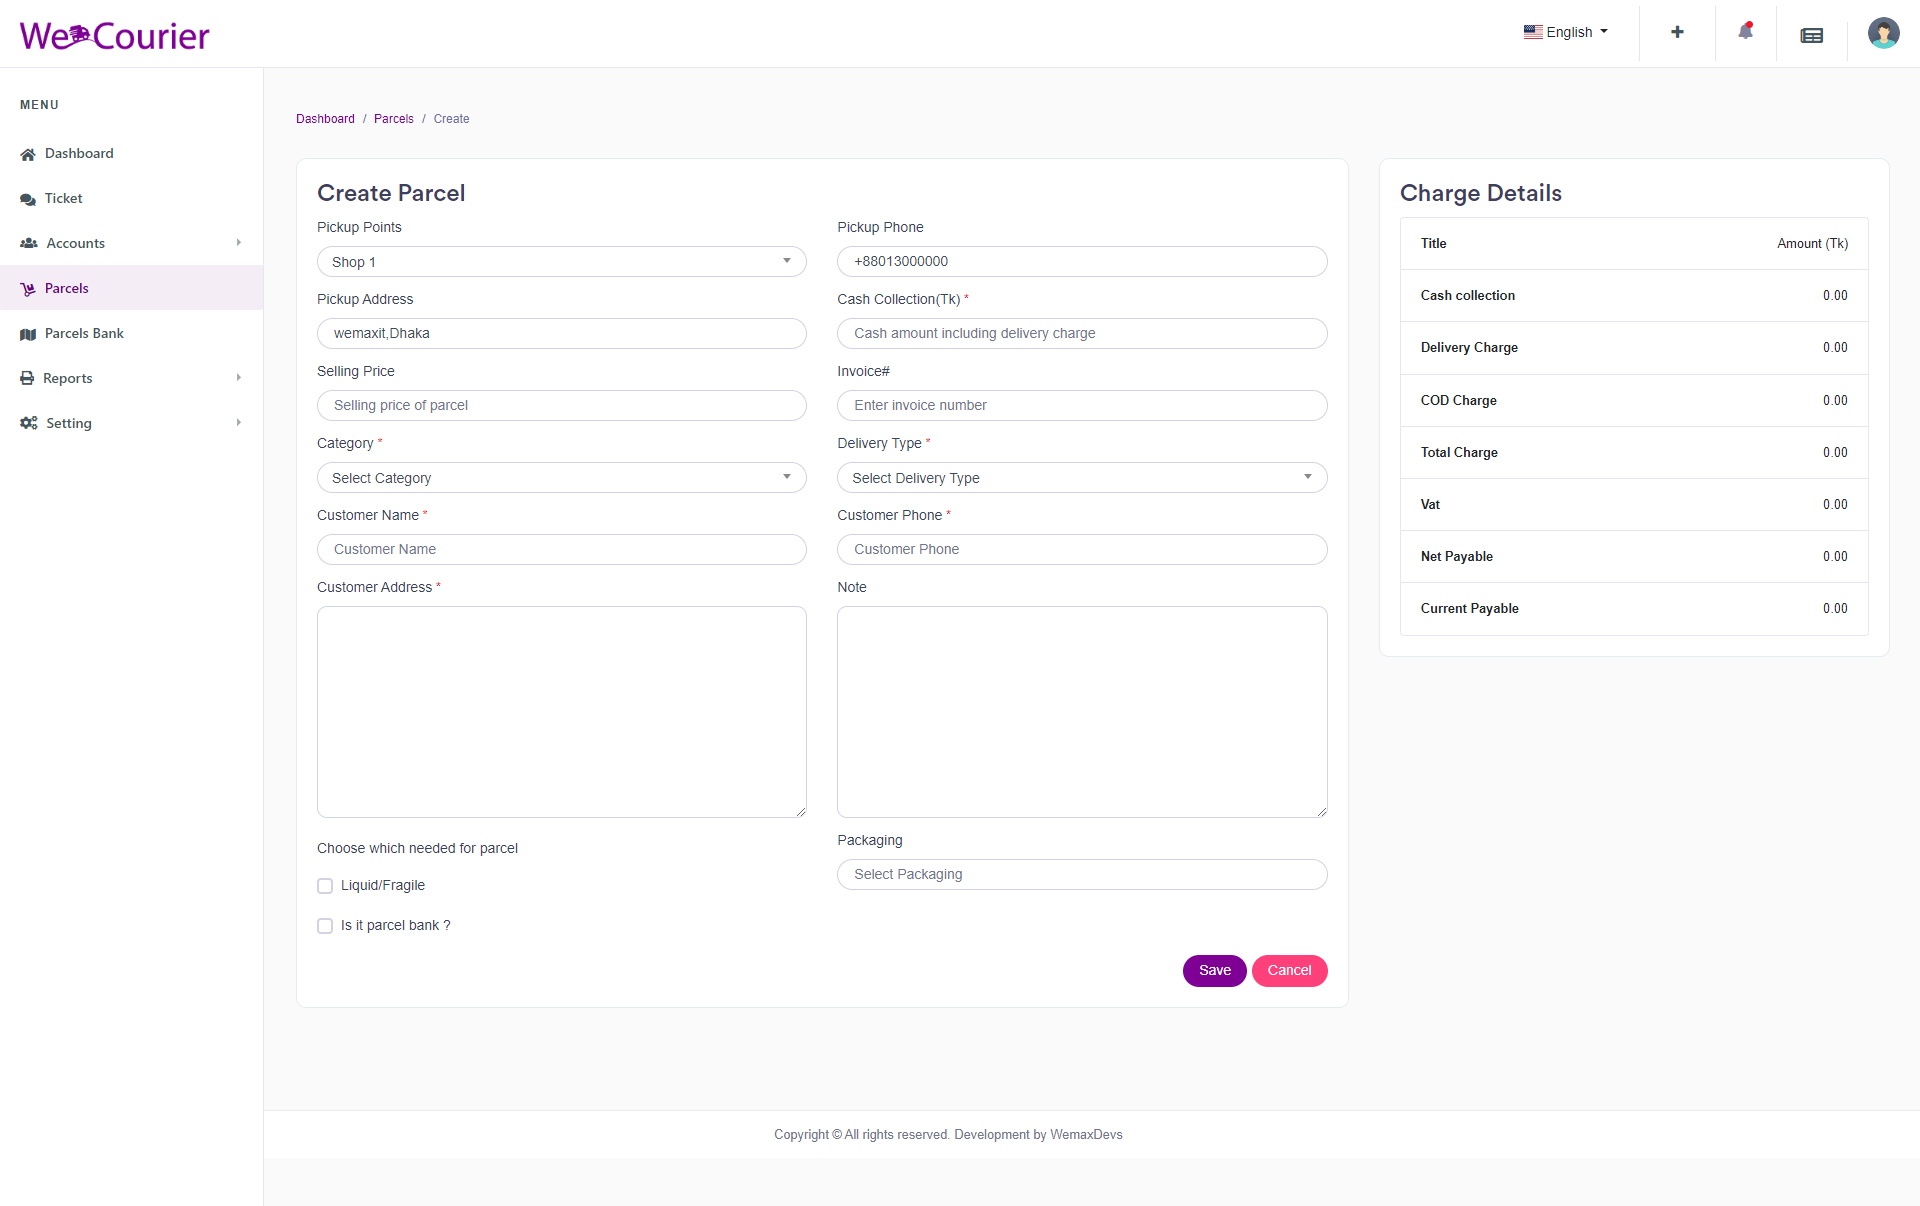 We Courier
English
MENU
Dashboard
Ticket
Accounts
Parcels
Parcels Bank
Reports
Setting
Dashboard / Parcels / Create
Create Parcel
Pickup Points
Shop 1
Pickup Phone
+88013000000
Pickup Address
wemaxit,Dhaka
Cash Collection(Tk) *
Cash amount including delivery charge
Selling Price
Selling price of parcel
Invoice#
Enter invoice number
Category *
Select Category
Delivery Type *
Select Delivery Type
Customer Name *
Customer Name
Customer Phone *
Customer Phone
Customer Address *
Note
Choose which needed for parcel
Liquid/Fragile
Is it parcel bank ?
Packaging
Select Packaging
Save
Cancel
Charge Details
Title Amount (Tk)
Cash collection 0.00
Delivery Charge 0.00
COD Charge 0.00
Total Charge 0.00
Vat 0.00
Net Payable 0.00
Current Payable 0.00
Copyright © All rights reserved. Development by WemaxDevs